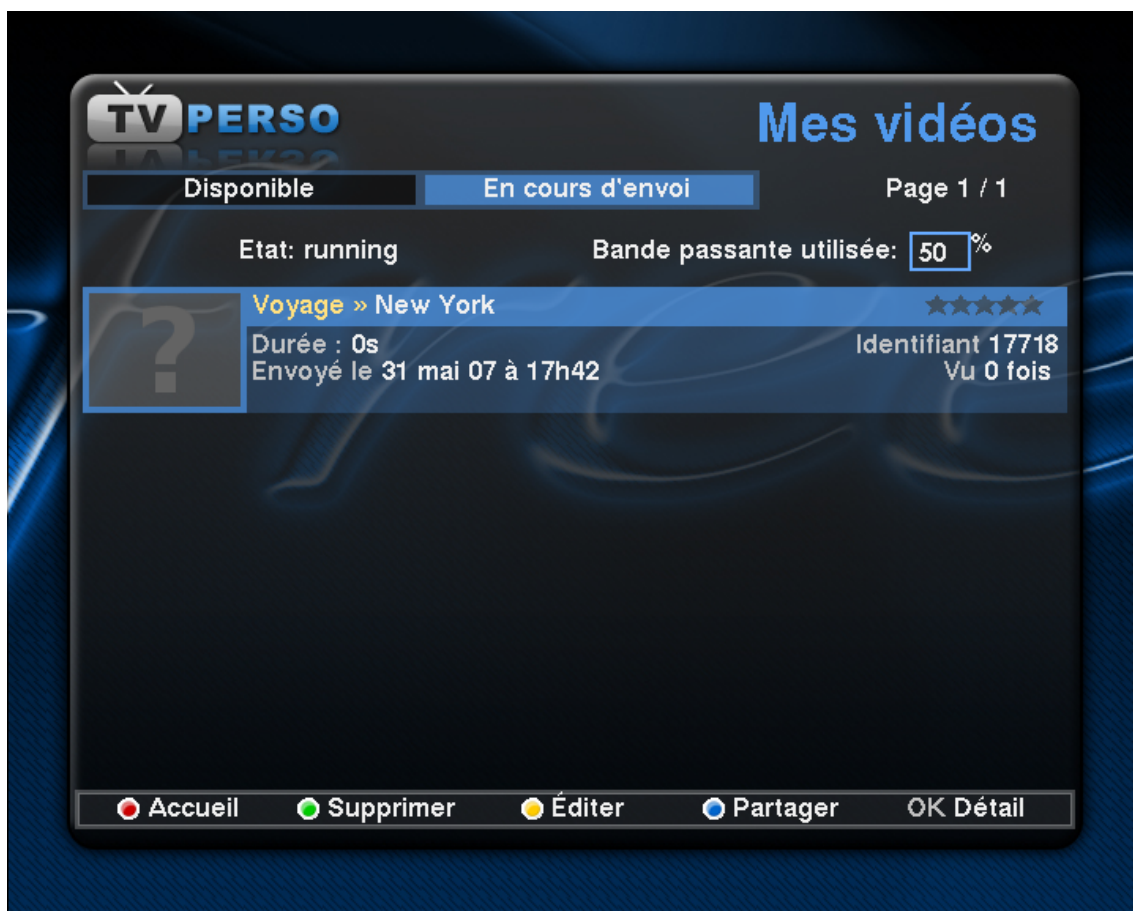 TV PERSO
Mes vidéos
Disponible En cours d'envoi Page 1 / 1
Etat: running Bande passante utilisée: 50 %
Voyage » New York
Durée : 0s Identifiant 17718
Envoyé le 31 mai 07 à 17h42 Vu 0 fois
?
free
Accueil Supprimer Éditer Partager OK Détail